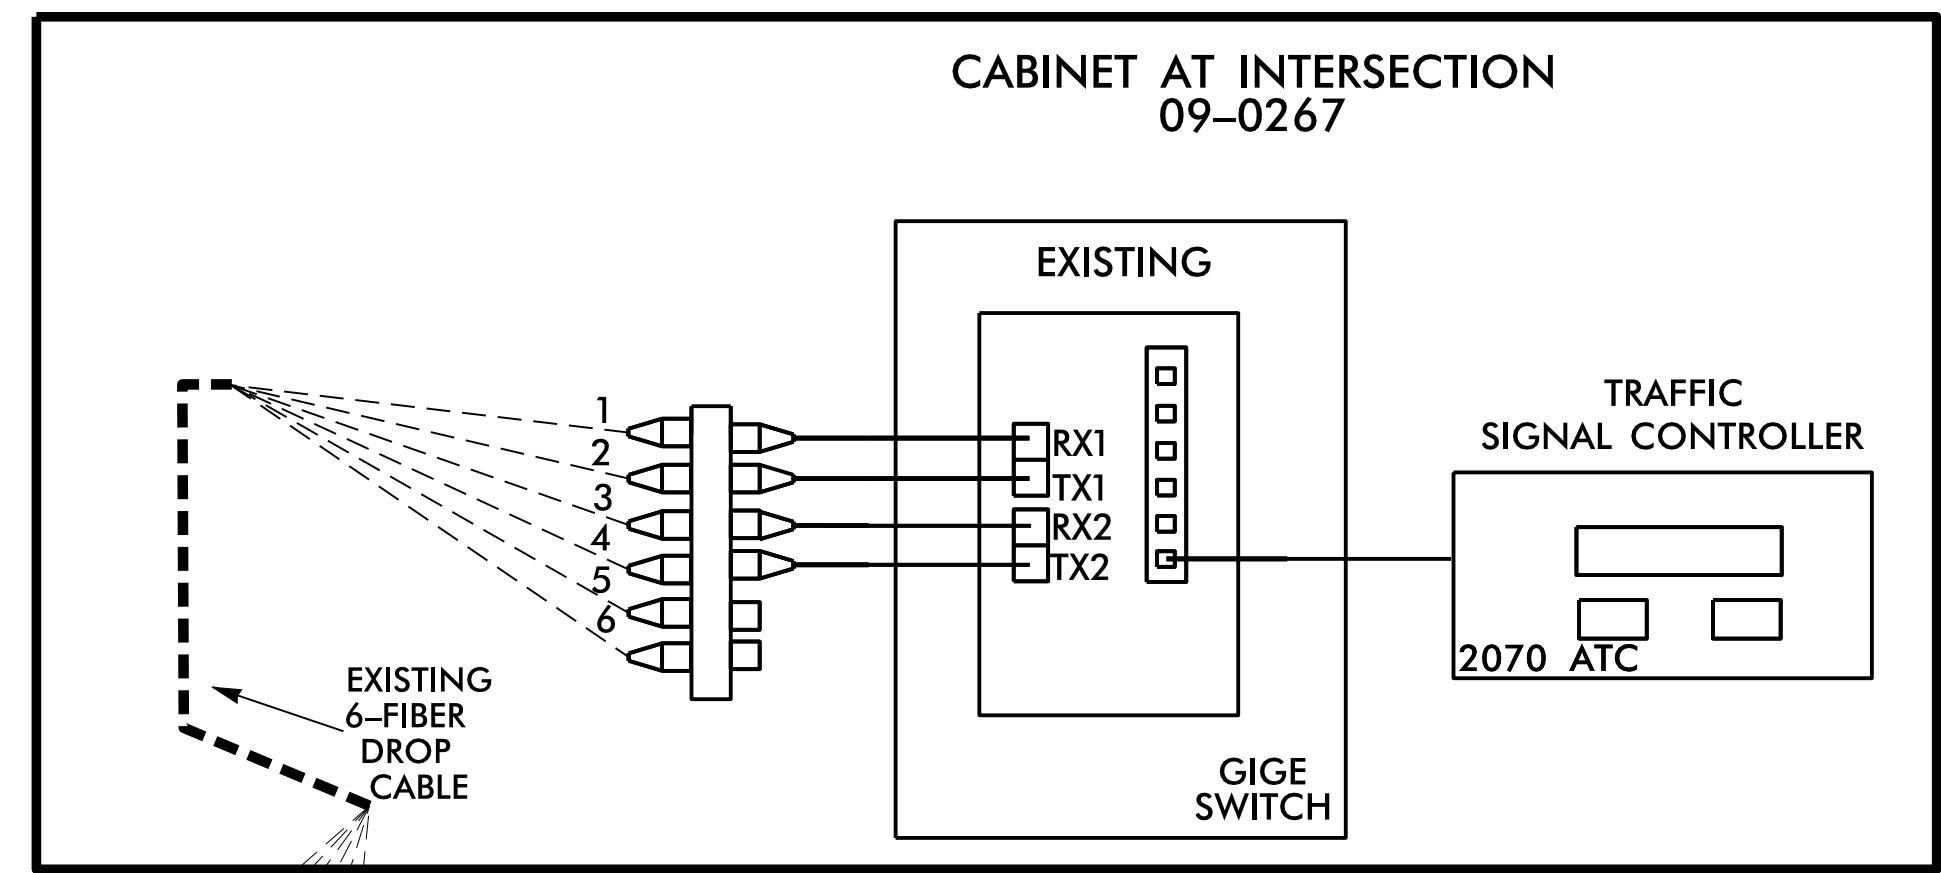 CABINET AT INTERSECTION
09–0267
EXISTING
TRAFFIC
SIGNAL CONTROLLER
1
2
3
4
5
6
RX1
TX1
RX2
TX2
2070 ATC
EXISTING
6–FIBER
DROP
CABLE
GIGE
SWITCH